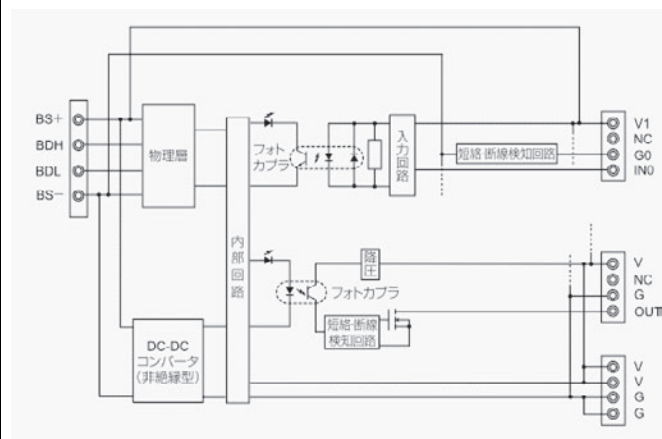 BS+
BDH
BDL
BS−
物理層
フォト
カプラ
入力回路
短絡・断線検知回路
V1
NC
G0
IN0
内部回路
降圧
フォトカプラ
短絡・断線
検知回路
V
NC
G
OUT1
DC-DC
コンバータ
(非絶縁型)
V
V
G
G